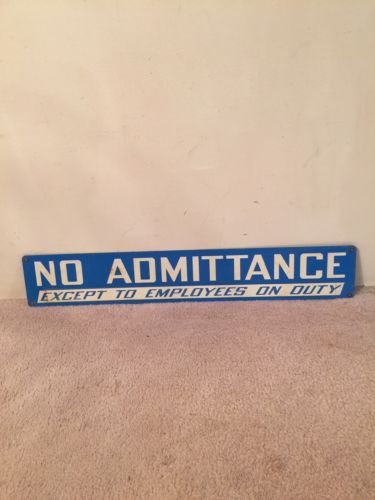 NO ADMITTANCE
EXCEPT TO EMPLOYEES ON DUTY